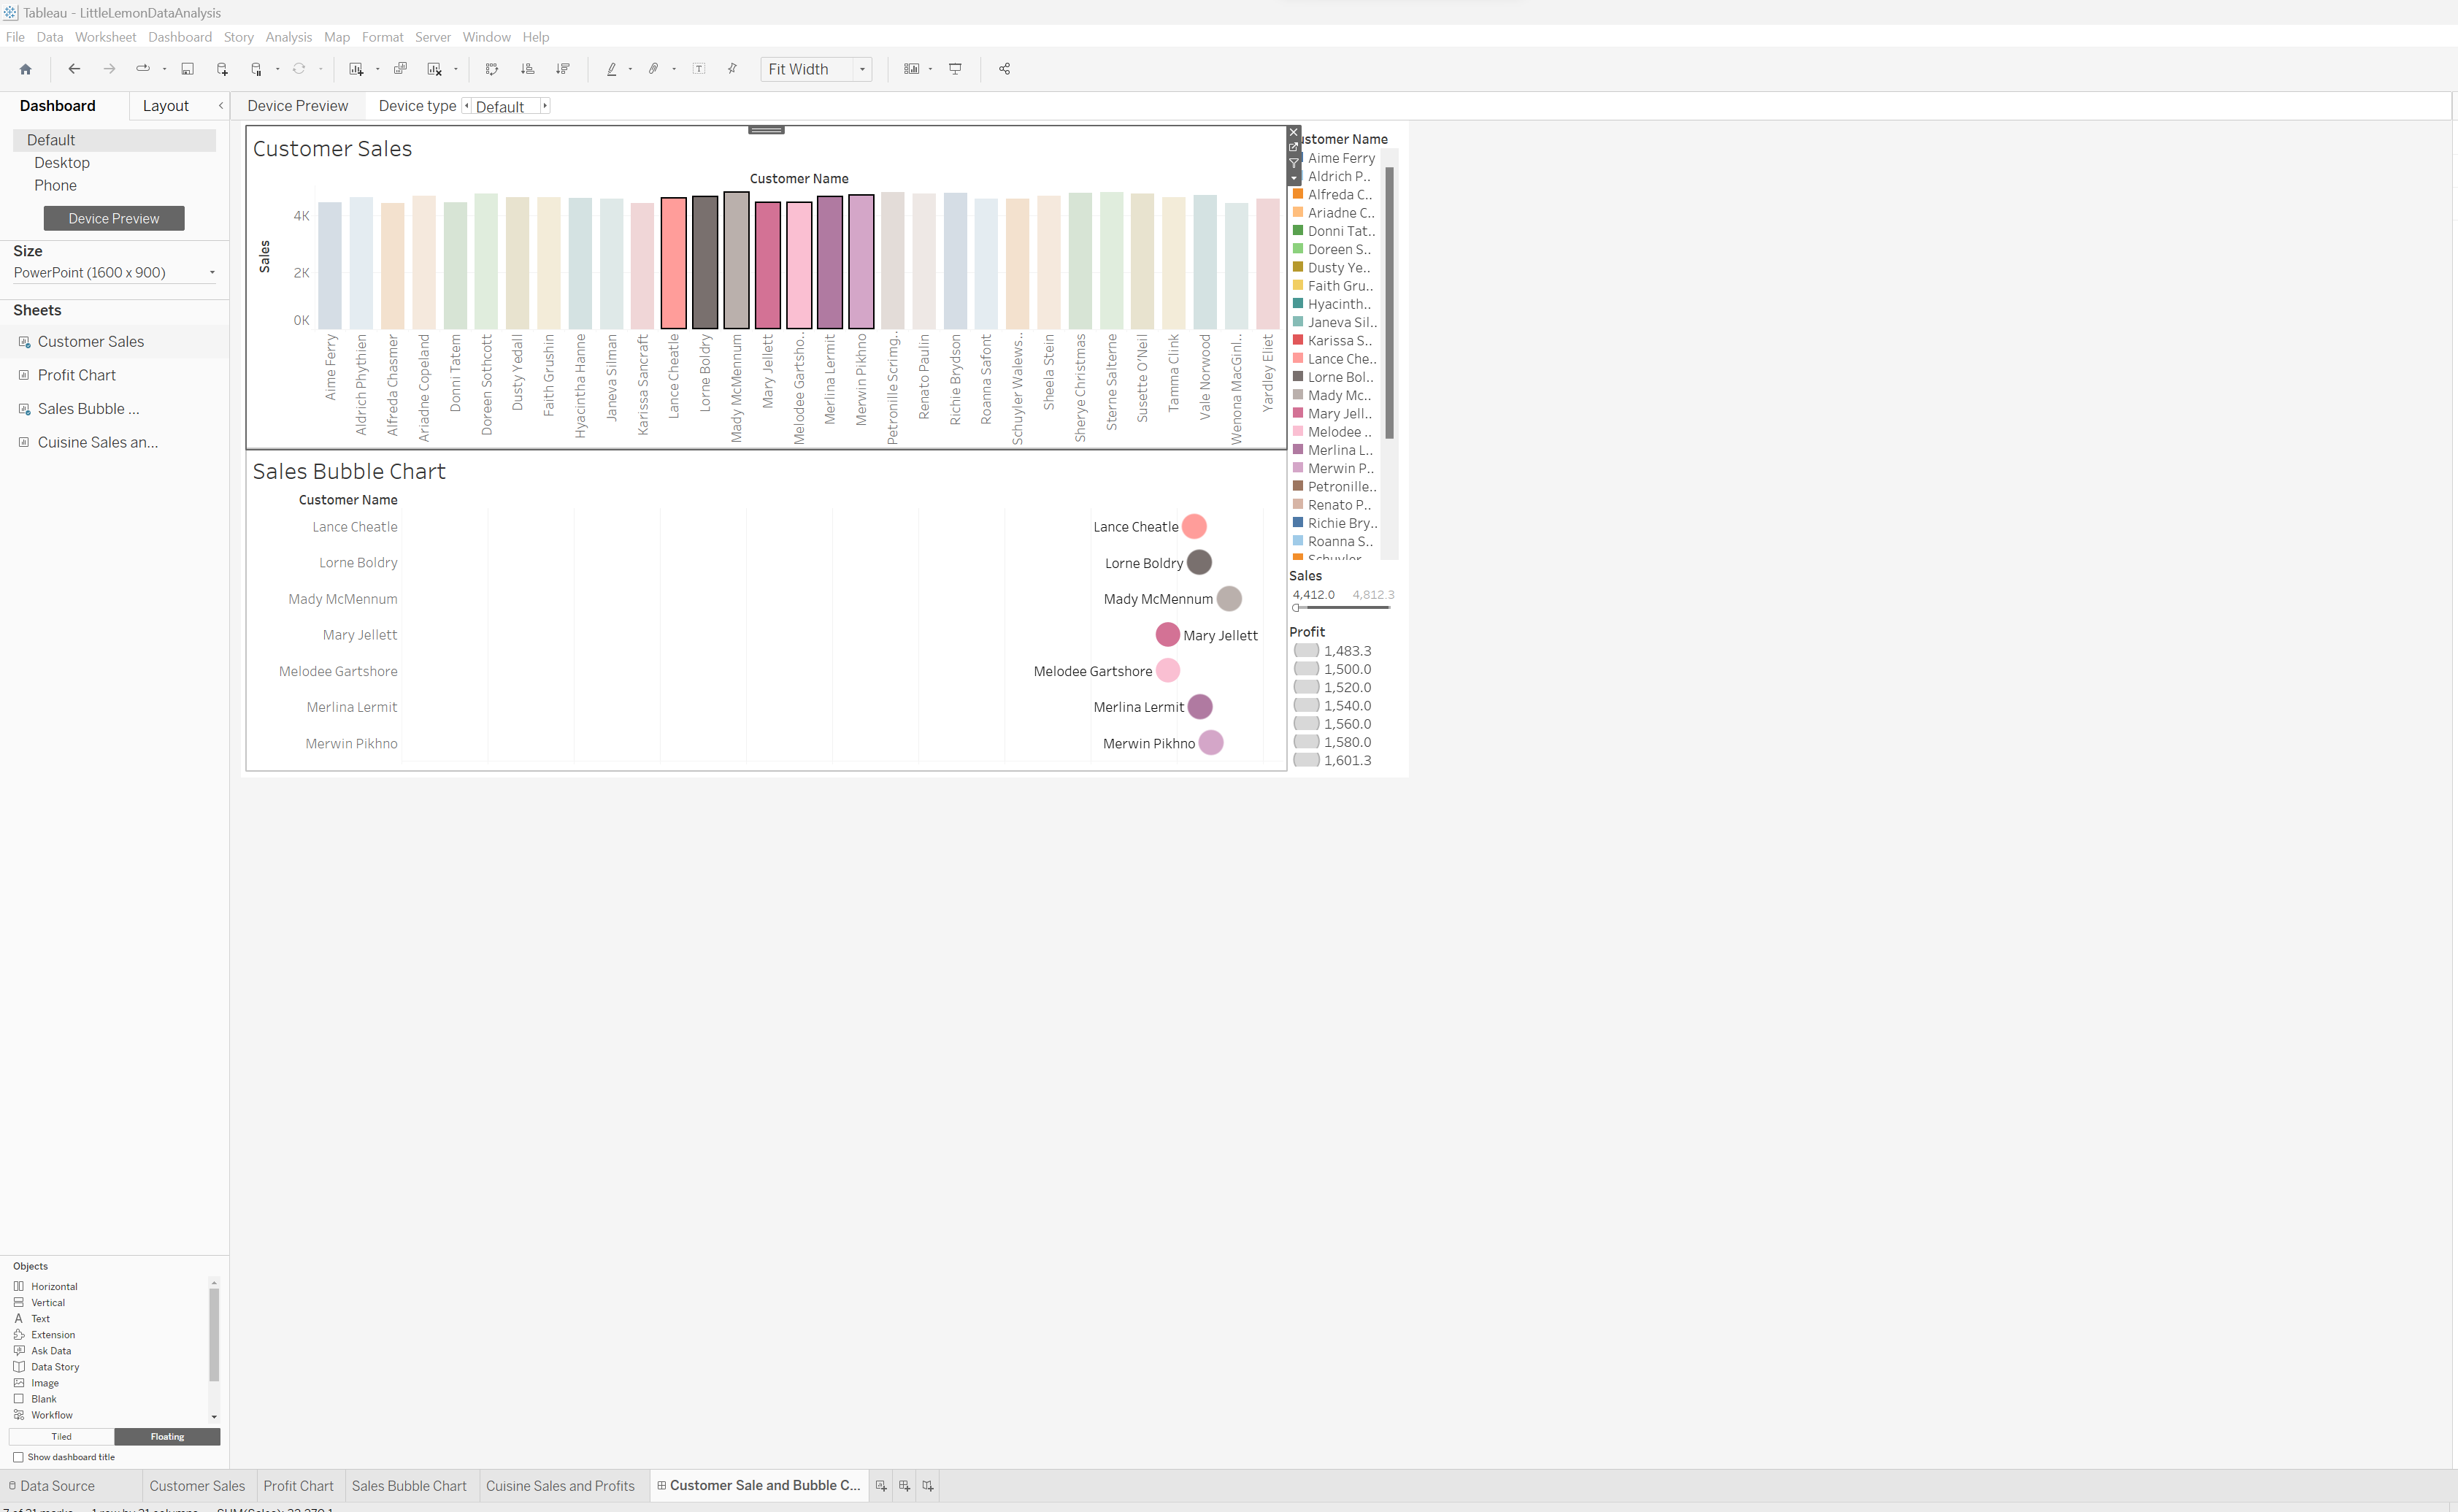 Tableau - LittleLemonDataAnalysis
File Data Worksheet Dashboard Story Analysis Map Format Server Window Help
Fit Width
Dashboard Layout
Device Preview Device type Default
Default
Desktop
Phone
Device Preview
Size
PowerPoint (1600 x 900)
Sheets
Customer Sales
Profit Chart
Sales Bubble ...
Cuisine Sales an...
Customer Sales
Customer Name
Sales
4K
2K
0K
Aime Ferry
Aldrich Phythien
Alfreda Chasmer
Ariadne Copeland
Donni Tatem
Doreen Sothcott
Dusty Yedall
Faith Grushin
Hyacintha Hanne
Janeva Silman
Karissa Sancraft
Lance Cheatle
Lorne Boldry
Mady McMennum
Mary Jellett
Melodee Gartsho..
Merlina Lermit
Merwin Pikhno
Petronille Scrimg..
Renato Paulin
Richie Brydson
Roanna Safont
Schuyler Walews..
Sheela Stein
Sherye Christmas
Sterne Salterne
Susette O'Neil
Tamma Clink
Vale Norwood
Wenona MacGinl..
Yardley Eliet
Sales Bubble Chart
Customer Name
Lance Cheatle Lance Cheatle
Lorne Boldry Lorne Boldry
Mady McMennum Mady McMennum
Mary Jellett Mary Jellett
Melodee Gartshore Melodee Gartshore
Merlina Lermit Merlina Lermit
Merwin Pikhno Merwin Pikhno
ustomer Name
Aime Ferry
Aldrich P..
Alfreda C..
Ariadne C..
Donni Tat..
Doreen S..
Dusty Ye..
Faith Gru..
Hyacinth..
Janeva Sil..
Karissa S..
Lance Che..
Lorne Bol..
Mady Mc..
Mary Jell..
Melodee ..
Merlina L..
Merwin P..
Petronille..
Renato P..
Richie Bry..
Roanna S..
Schuyler
Sales
4,412.0 4,812.3
Profit
1,483.3
1,500.0
1,520.0
1,540.0
1,560.0
1,580.0
1,601.3
Objects
Horizontal
Vertical
Text
Extension
Ask Data
Data Story
Image
Blank
Workflow
Tiled Floating
Show dashboard title
Data Source Customer Sales Profit Chart Sales Bubble Chart Cuisine Sales and Profits Customer Sale and Bubble C...